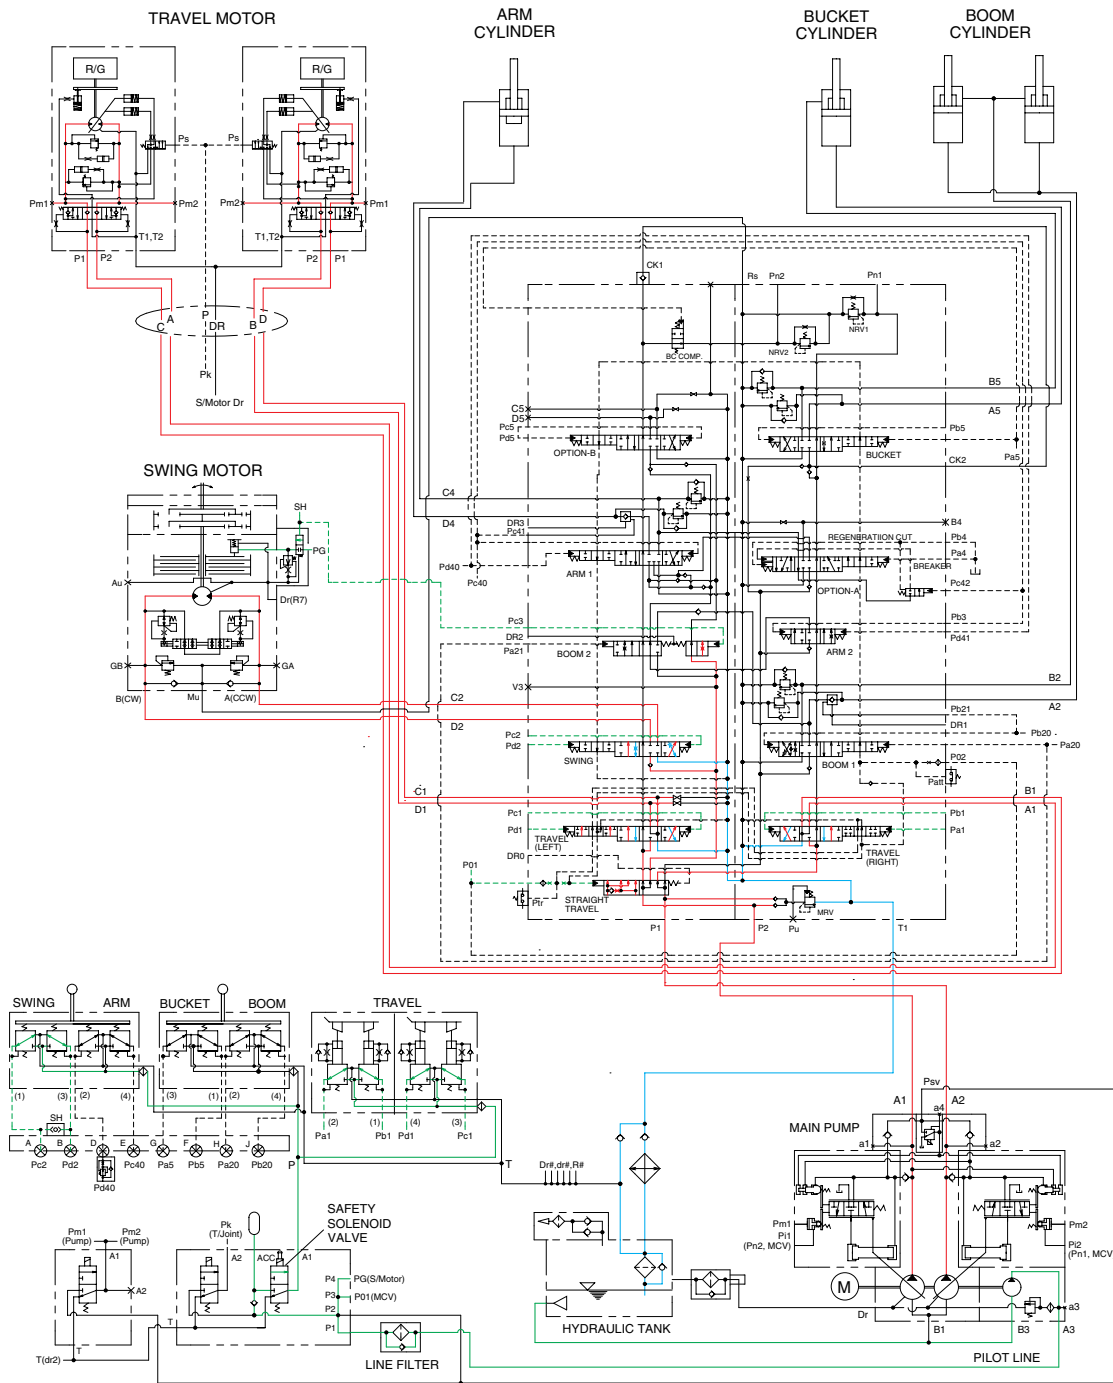 TRAVEL MOTOR
ARM
CYLINDER
BUCKET
CYLINDER
BOOM
CYLINDER
R/G
R/G
Ps
Ps
Pm1
Pm2
Pm2
Pm1
T1,T2
T1,T2
P1
P2
P2
P1
C
A
P
DR
B
D
Pk
S/Motor Dr
CK1
Rs
Pn2
Pn1
NRV1
NRV2
BC COMP.
B5
A5
C5
D5
Pc5
Pd5
OPTION-B
Pb5
BUCKET
Pa5
CK2
SWING MOTOR
SH
PG
Au
Dr(R7)
GB
GA
B(CW)
Mu
A(CCW)
C4
D4
DR3
Pc41
Pd40
Pc40
ARM 1
B4
REGENBRATIIION CUT
Pb4
Pa4
BREAKER
OPTION-A
Pc42
Pc3
DR2
Pa21
BOOM 2
Pb3
Pd41
ARM 2
V3
B2
A2
C2
D2
Pc2
Pd2
SWING
Pb21
DR1
Pb20
Pa20
BOOM 1
P02
Patt
C1
D1
B1
A1
Pc1
Pd1
TRAVEL
(LEFT)
Pb1
Pa1
TRAVEL
(RIGHT)
DR0
P01
Ptr
STRAIGHT
TRAVEL
MRV
P1
P2
Pu
T1
SWING
ARM
BUCKET
BOOM
TRAVEL
(1)
(3)
(2)
(4)
(3)
(1)
(2)
(4)
(2)
(1)
(4)
(3)
Pa1
Pb1
Pd1
Pc1
SH
A
B
D
E
G
F
H
J
P
T
Pc2
Pd2
Pd40
Pc40
Pa5
Pb5
Pa20
Pb20
Dr#,dr#,R#
Psv
A1
A2
a4
MAIN PUMP
a1
a2
Pm1
Pi1
(Pn2, MCV)
Pm2
Pi2
(Pn1, MCV)
M
Dr
B1
B3
A3
a3
PILOT LINE
SAFETY
SOLENOID
VALVE
Pm1
(Pump)
Pm2
(Pump)
A1
A2
T
T(dr2)
Pk
(T/Joint)
A2
ACC
A1
T
P4
PG(S/Motor)
P3
P01(MCV)
P2
P1
LINE FILTER
HYDRAULIC TANK